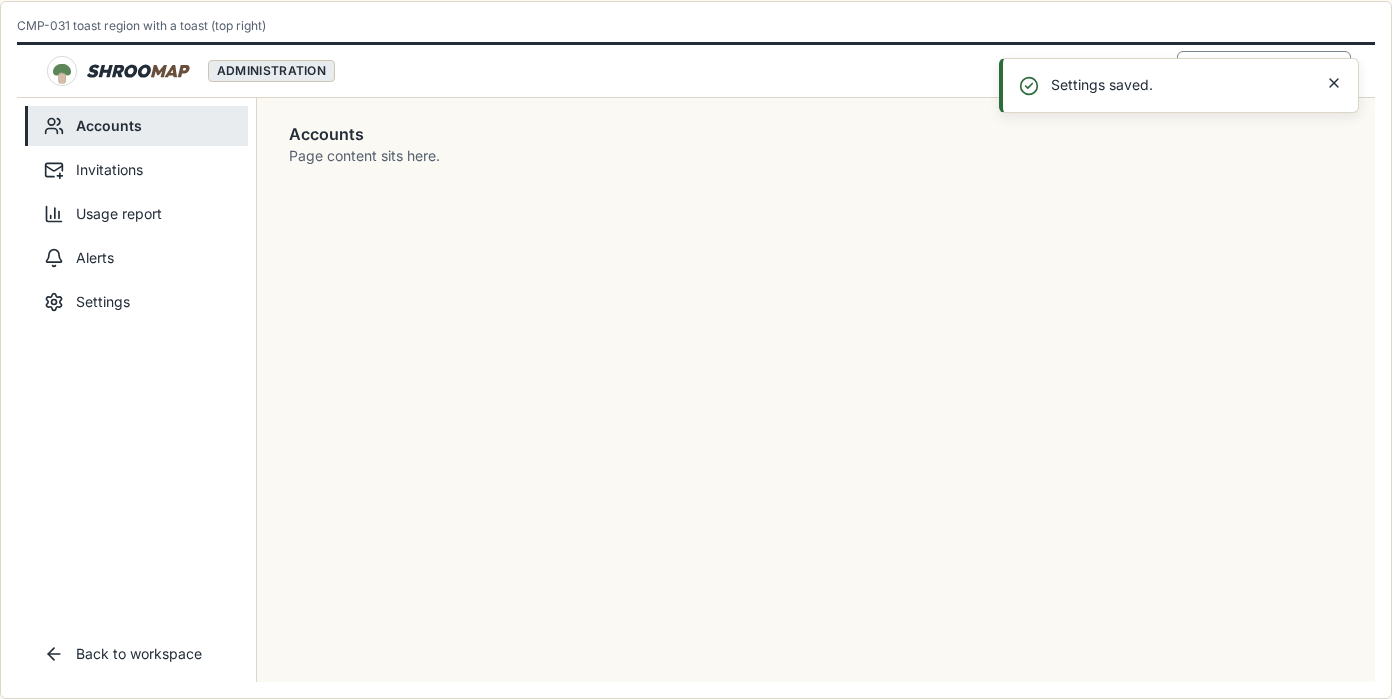 CMP-031 toast region with a toast (top right)
SHROOMAP
ADMINISTRATION
Settings saved.
Accounts
Invitations
Usage report
Alerts
Settings
Back to workspace
Accounts
Page content sits here.